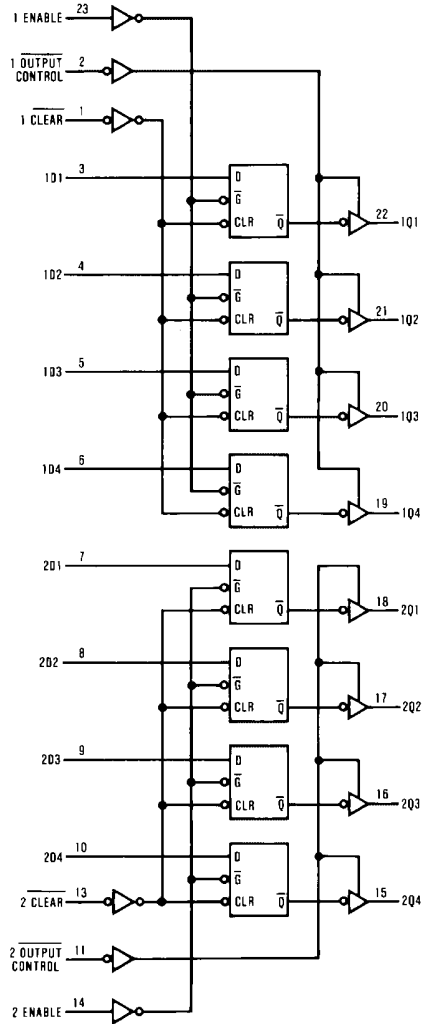 23
1 ENABLE
1 OUTPUT CONTROL 2
1 CLEAR 1
1D1 3 D
G
CLR Q 22 1Q1
1D2 4 D
G
CLR Q 21 1Q2
1D3 5 D
G
CLR Q 20 1Q3
1D4 6 D
G
CLR Q 19 1Q4
2D1 7 D
G
CLR Q 18 2Q1
2D2 8 D
G
CLR Q 17 2Q2
2D3 9 D
G
CLR Q 16 2Q3
2D4 10 D
G
CLR Q 15 2Q4
2 CLEAR 13
2 OUTPUT CONTROL 11
2 ENABLE 14